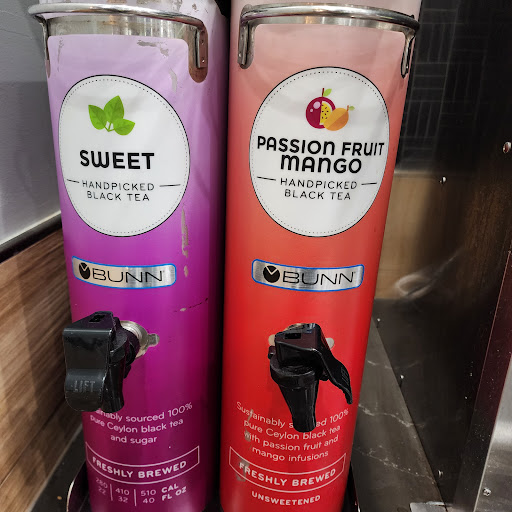 SWEET
HANDPICKED
BLACK TEA
BUNN
LIFT
sourced 100%
pure Ceylon black tea
and sugar
FRESHLY BREWED
280 410 510 CAL
22 32 40 FL OZ
PASSION FRUIT
MANGO
HANDPICKED
BLACK TEA
BUNN
Sustainably sourced 100%
pure Ceylon black tea
with passion fruit and
mango infusions
FRESHLY BREWED
UNSWEETENED